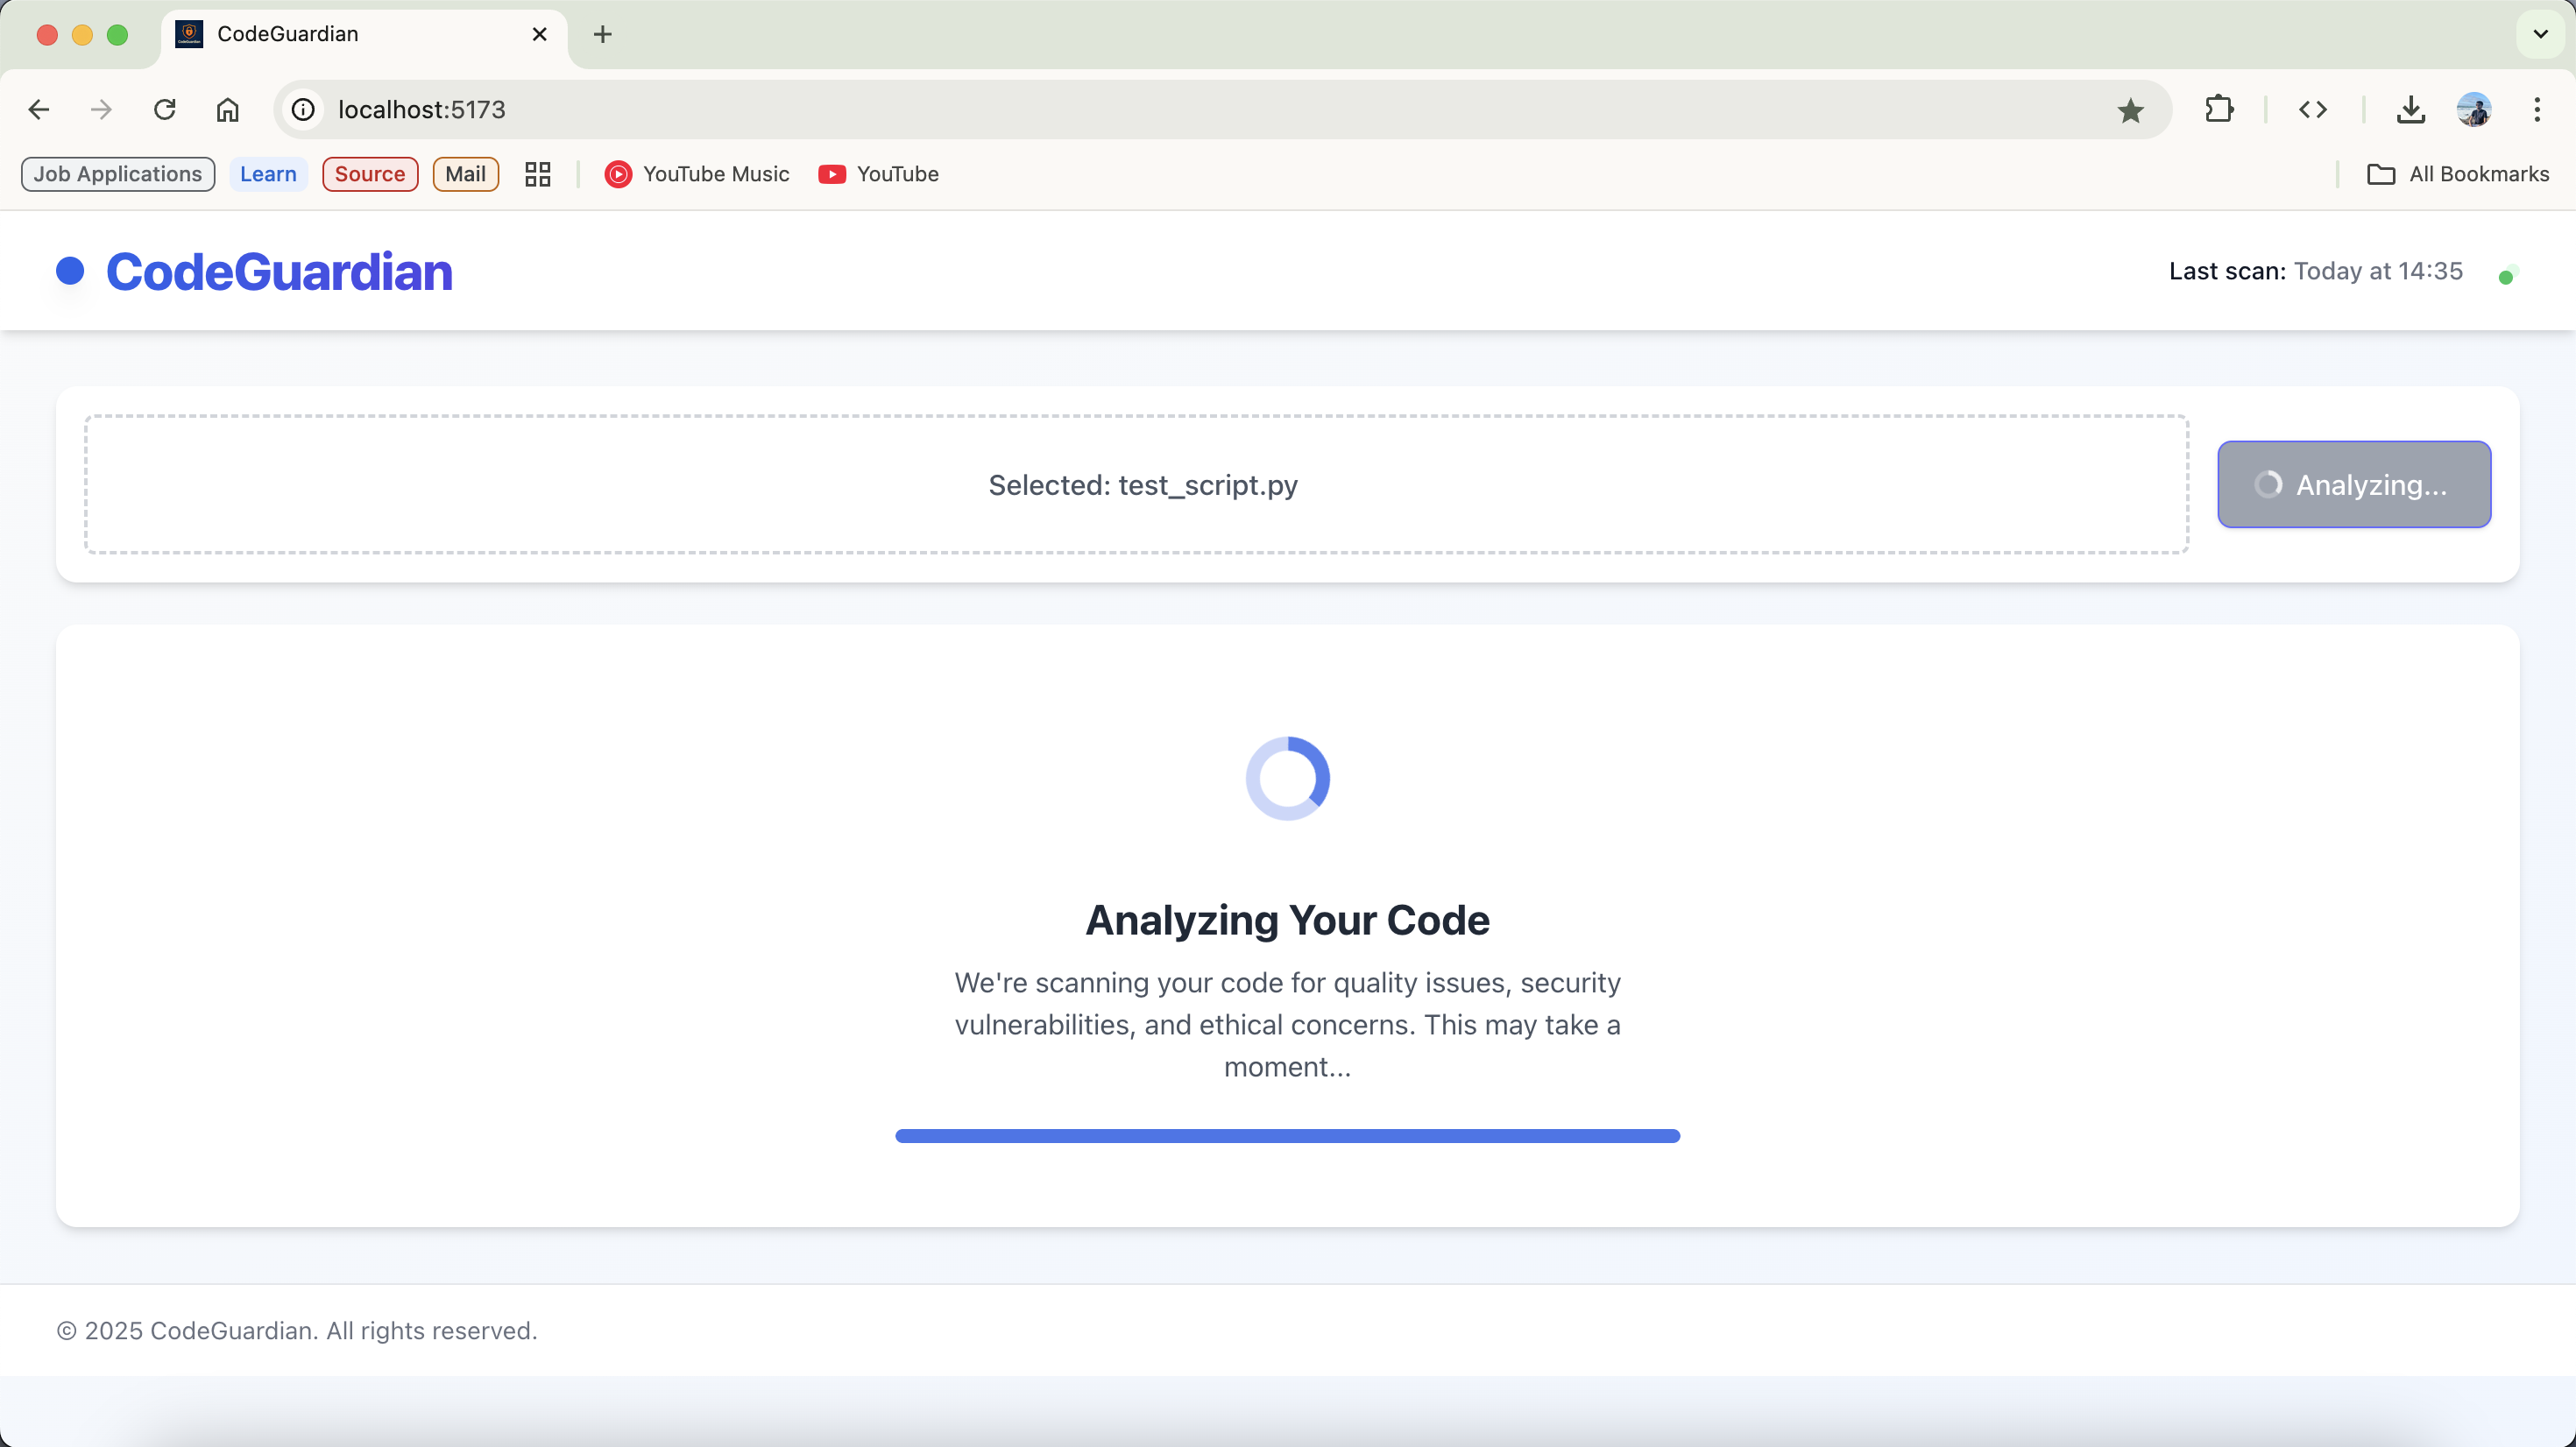 CodeGuardian
localhost:5173
Job Applications Learn Source Mail YouTube Music YouTube All Bookmarks
CodeGuardian
Last scan: Today at 14:35
Selected: test_script.py
Analyzing...
Analyzing Your Code
We're scanning your code for quality issues, security
vulnerabilities, and ethical concerns. This may take a
moment...
© 2025 CodeGuardian. All rights reserved.